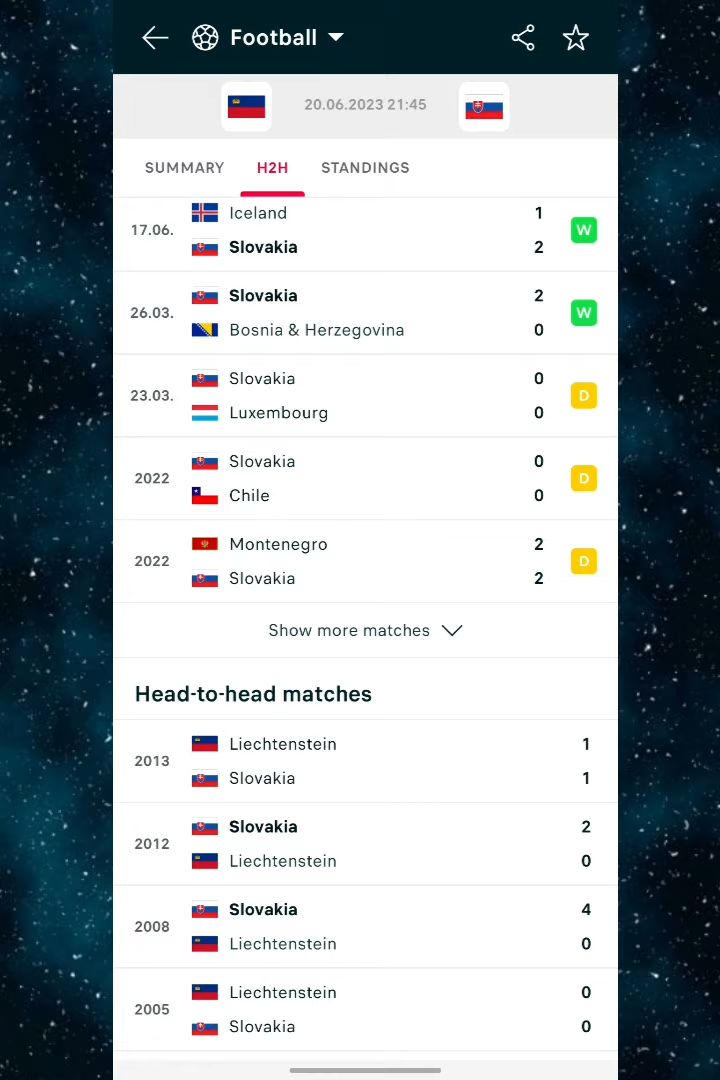 Football
20.06.2023 21:45
SUMMARY H2H STANDINGS
Iceland 1
17.06. W
Slovakia 2
Slovakia 2
26.03. W
Bosnia & Herzegovina 0
Slovakia 0
23.03. D
Luxembourg 0
Slovakia 0
2022 D
Chile 0
Montenegro 2
2022 D
Slovakia 2
Show more matches
Head-to-head matches
Liechtenstein 1
2013
Slovakia 1
Slovakia 2
2012
Liechtenstein 0
Slovakia 4
2008
Liechtenstein 0
Liechtenstein 0
2005
Slovakia 0